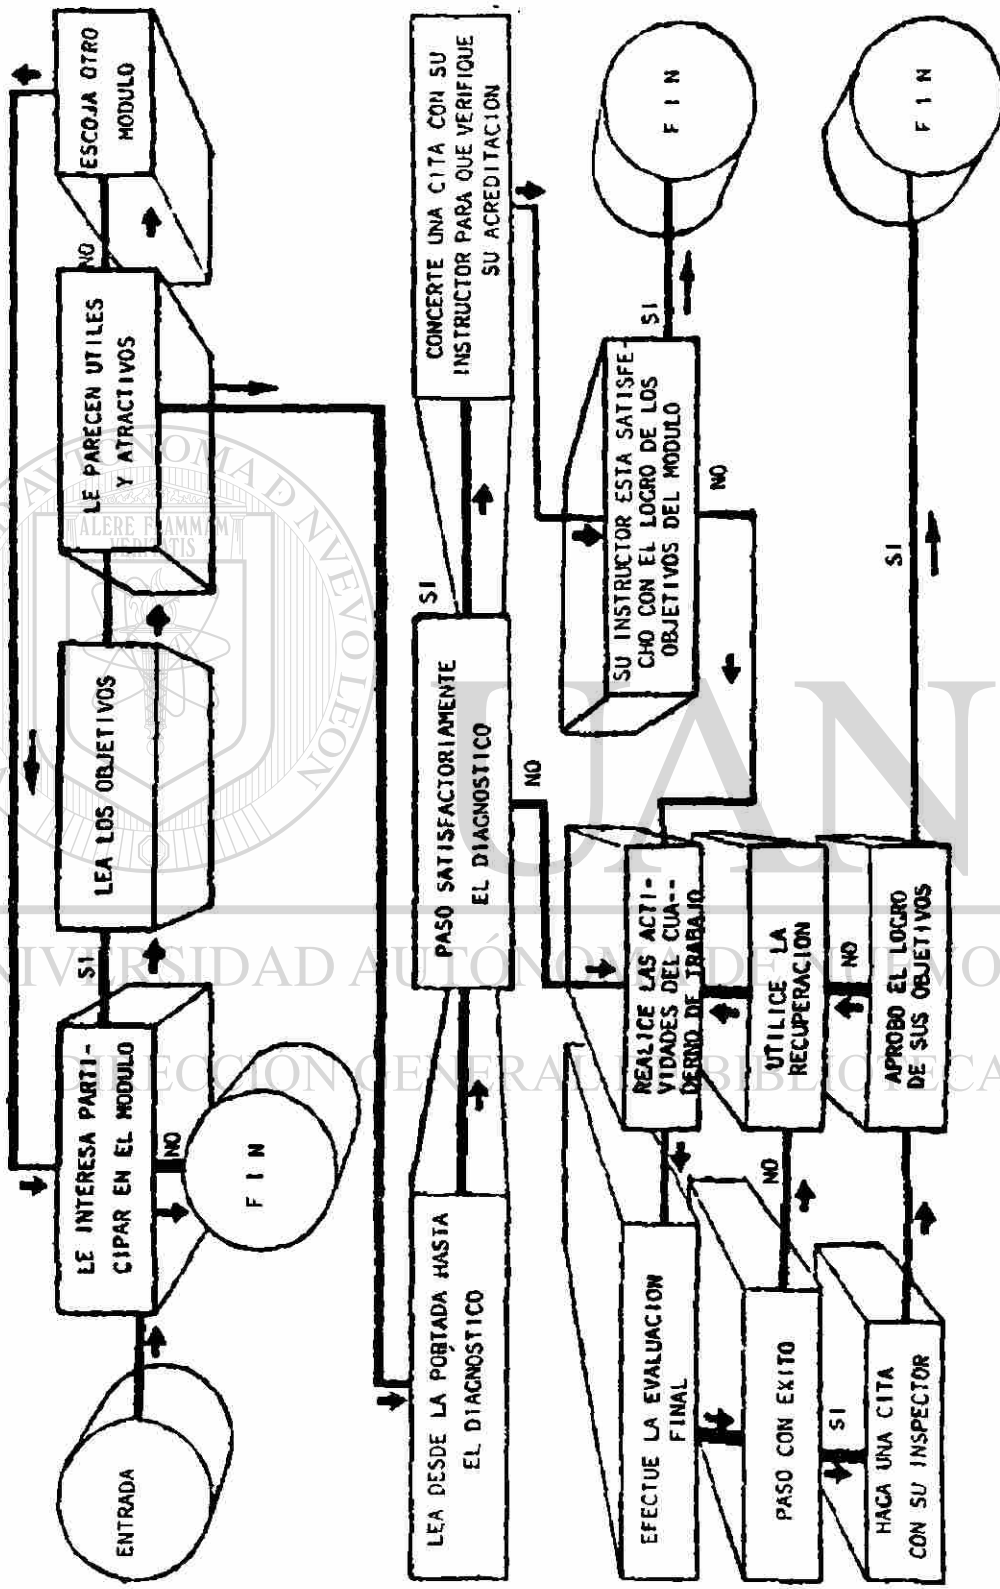 ENTRADA
LE INTERESA PARTI-
CIPAR EN EL MODULO
NO
FIN
SI
LEA LOS OBJETIVOS
LE PARECEN UTILES
Y ATRACTIVOS
NO
ESCOJA OTRO
MODULO
LEA DESDE LA PORTADA HASTA
EL DIAGNOSTICO
PASO SATISFACTORIAMENTE
EL DIAGNOSTICO
SI
NO
CONCERTE UNA CITA CON SU
INSTRUCTOR PARA QUE VERIFIQUE
SU ACREDITACION
SU INSTRUCTOR ESTA SATISFE-
CHO CON EL LOGRO DE LOS
OBJETIVOS DEL MODULO
SI
NO
FIN
REALICE LAS ACTI-
VIDADES DEL CUA--
DERNO DE TRABAJO
EFECTUE LA EVALUACION
FINAL
PASO CON EXITO
NO
UTILICE LA
RECUPERACION
SI
HAGA UNA CITA
CON SU INSPECTOR
APROBO EL LOGRO
DE SUS OBJETIVOS
NO
SI
FIN
ALERE FLAMMAM
VERITATIS
UAN
NIVERSIDAD AUTÓNOMA DE NUEVO
DIRECCIÓN GENERAL DE BIBLIOTECA